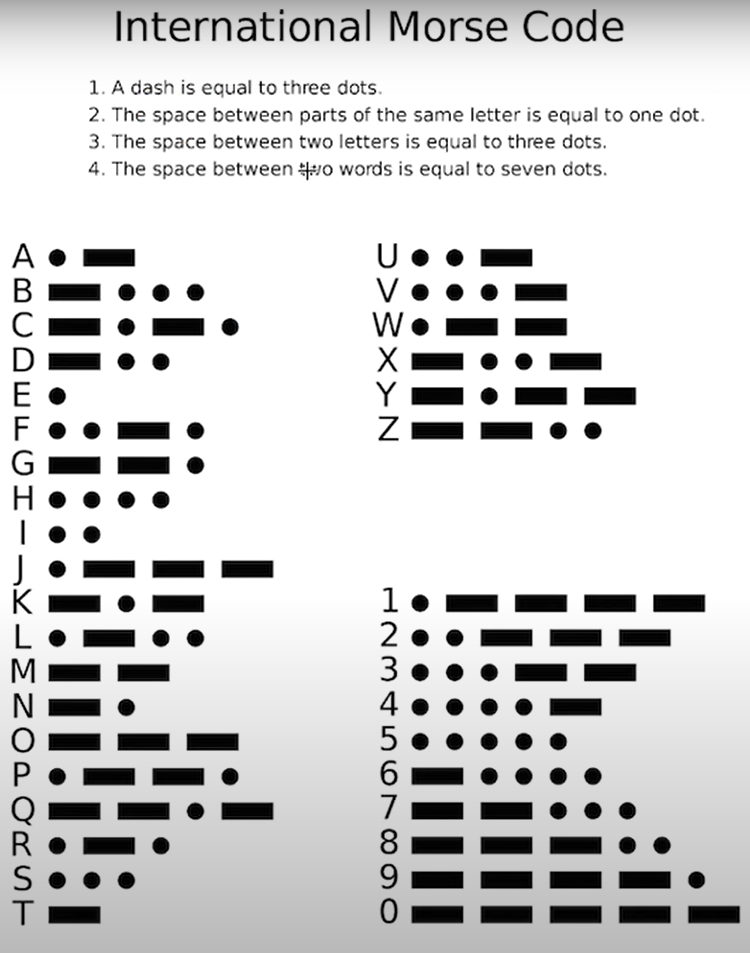 International Morse Code
1. A dash is equal to three dots.
2. The space between parts of the same letter is equal to one dot.
3. The space between two letters is equal to three dots.
4. The space between two words is equal to seven dots.
A ● ▬
B ▬ ● ● ●
C ▬ ● ▬ ●
D ▬ ● ●
E ●
F ● ● ▬ ●
G ▬ ▬ ●
H ● ● ● ●
I ● ●
J ● ▬ ▬ ▬
K ▬ ● ▬
L ● ▬ ● ●
M ▬ ▬
N ▬ ●
O ▬ ▬ ▬
P ● ▬ ▬ ●
Q ▬ ▬ ● ▬
R ● ▬ ●
S ● ● ●
T ▬
U ● ● ▬
V ● ● ● ▬
W ● ▬ ▬
X ▬ ● ● ▬
Y ▬ ● ▬ ▬
Z ▬ ▬ ● ●
1 ● ▬ ▬ ▬ ▬
2 ● ● ▬ ▬ ▬
3 ● ● ● ▬ ▬
4 ● ● ● ● ▬
5 ● ● ● ● ●
6 ▬ ● ● ● ●
7 ▬ ▬ ● ● ●
8 ▬ ▬ ▬ ● ●
9 ▬ ▬ ▬ ▬ ●
0 ▬ ▬ ▬ ▬ ▬